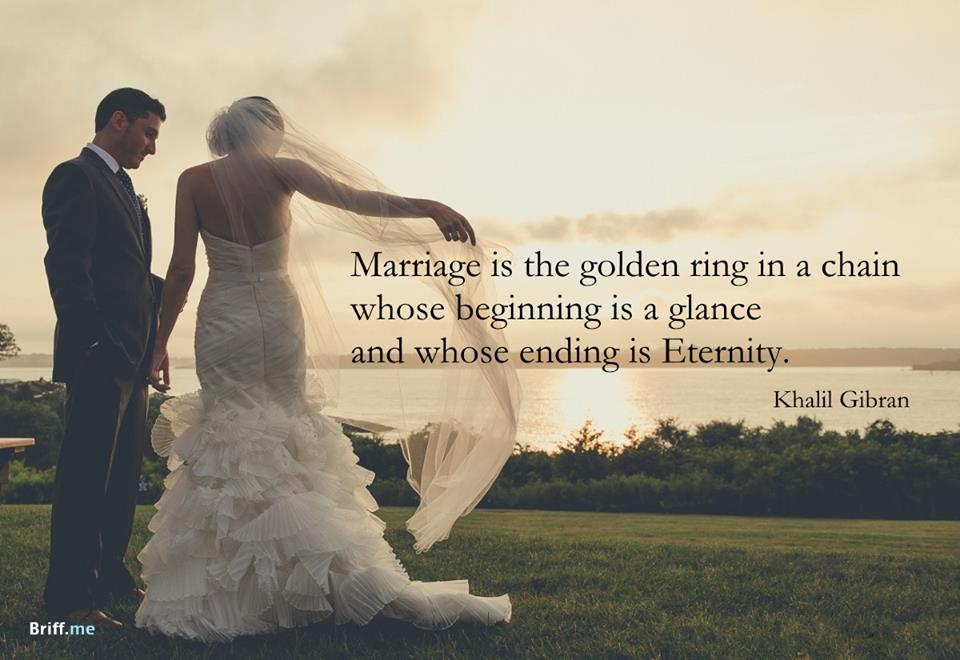 Marriage is the golden ring in a chain
whose beginning is a glance
and whose ending is Eternity.
Khalil Gibran
Briff.me